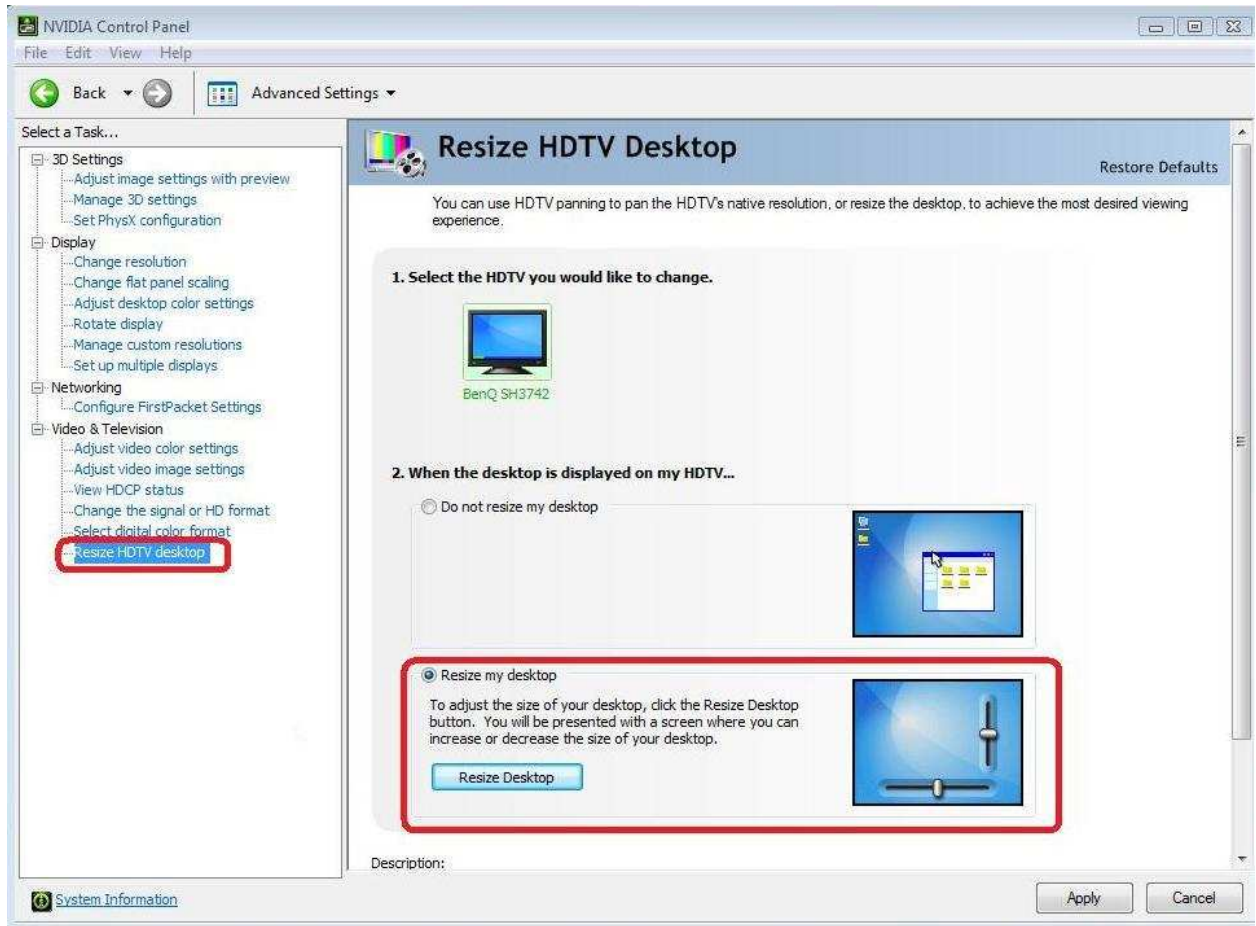 NVIDIA Control Panel
File Edit View Help
Back Advanced Settings
Select a Task...
3D Settings
Adjust image settings with preview
Manage 3D settings
Set PhysX configuration
Display
Change resolution
Change flat panel scaling
Adjust desktop color settings
Rotate display
Manage custom resolutions
Set up multiple displays
Networking
Configure FirstPacket Settings
Video & Television
Adjust video color settings
Adjust video image settings
View HDCP status
Change the signal or HD format
Select digital color format
Resize HDTV desktop
Resize HDTV Desktop
Restore Defaults
You can use HDTV panning to pan the HDTV's native resolution, or resize the desktop, to achieve the most desired viewing
experience.
1. Select the HDTV you would like to change.
BenQ SH3742
2. When the desktop is displayed on my HDTV...
Do not resize my desktop
Resize my desktop
To adjust the size of your desktop, click the Resize Desktop
button. You will be presented with a screen where you can
increase or decrease the size of your desktop.
Resize Desktop
Description:
System Information
Apply Cancel